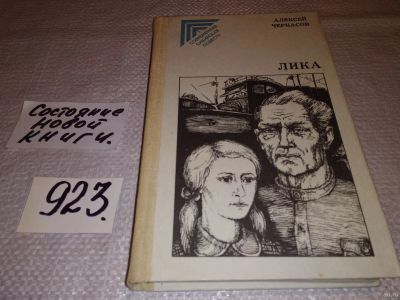 АЛЕКСЕЙ
ЧЕРКАСОВ
ЛИКА
Состояние
новой
книги.
923.